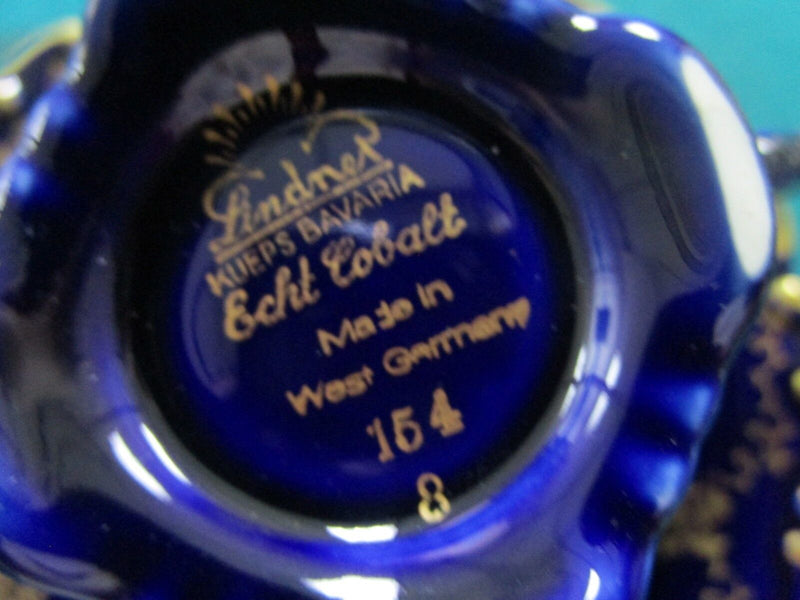 Lindner
KUEPS BAVARIA
Echt Cobalt
Made in
West Germany
154
8